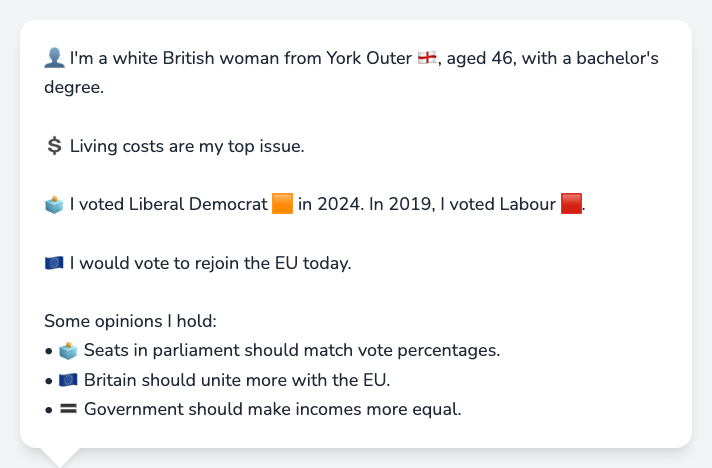 👤 I'm a white British woman from York Outer 🏴󠁧󠁢󠁥󠁮󠁧󠁿, aged 46, with a bachelor's
degree.
💲 Living costs are my top issue.
🗳️ I voted Liberal Democrat 🟧 in 2024. In 2019, I voted Labour 🟥.
🇪🇺 I would vote to rejoin the EU today.
Some opinions I hold:
• 🗳️ Seats in parliament should match vote percentages.
• 🇪🇺 Britain should unite more with the EU.
• 🟰 Government should make incomes more equal.